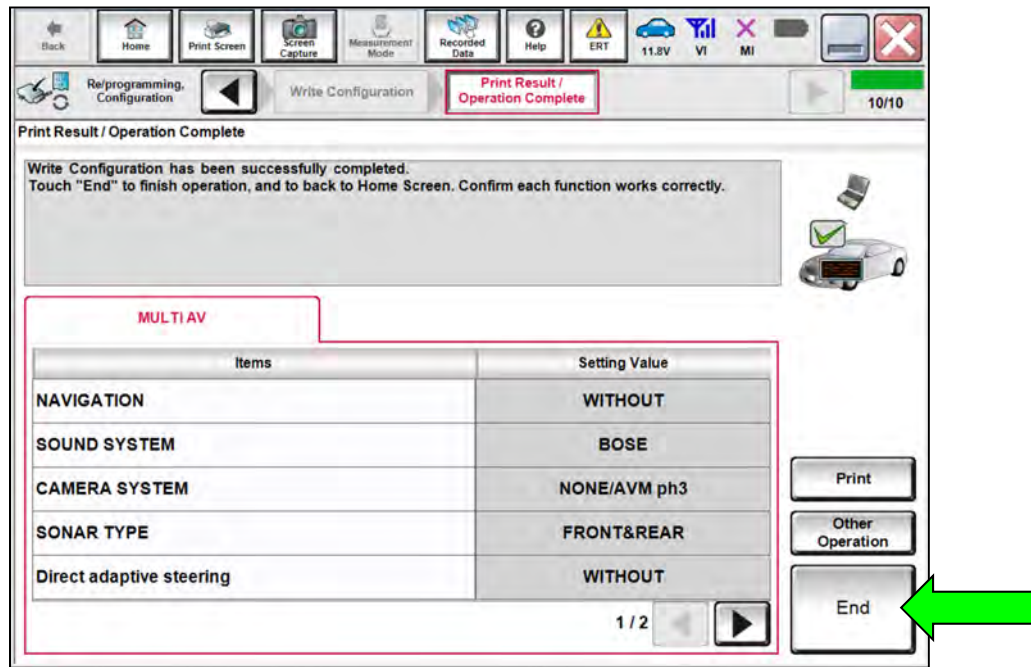 Back
Home
Print Screen
Screen
Capture
Measurement
Mode
Recorded
Data
Help
ERT
11.8V
VI
MI
Re/programming,
Configuration
Write Configuration
Print Result /
Operation Complete
10/10
Print Result / Operation Complete
Write Configuration has been successfully completed.
Touch "End" to finish operation, and to back to Home Screen. Confirm each function works correctly.
MULTI AV
Items
Setting Value
NAVIGATION
WITHOUT
SOUND SYSTEM
BOSE
CAMERA SYSTEM
NONE/AVM ph3
SONAR TYPE
FRONT&REAR
Direct adaptive steering
WITHOUT
1 / 2
Print
Other
Operation
End